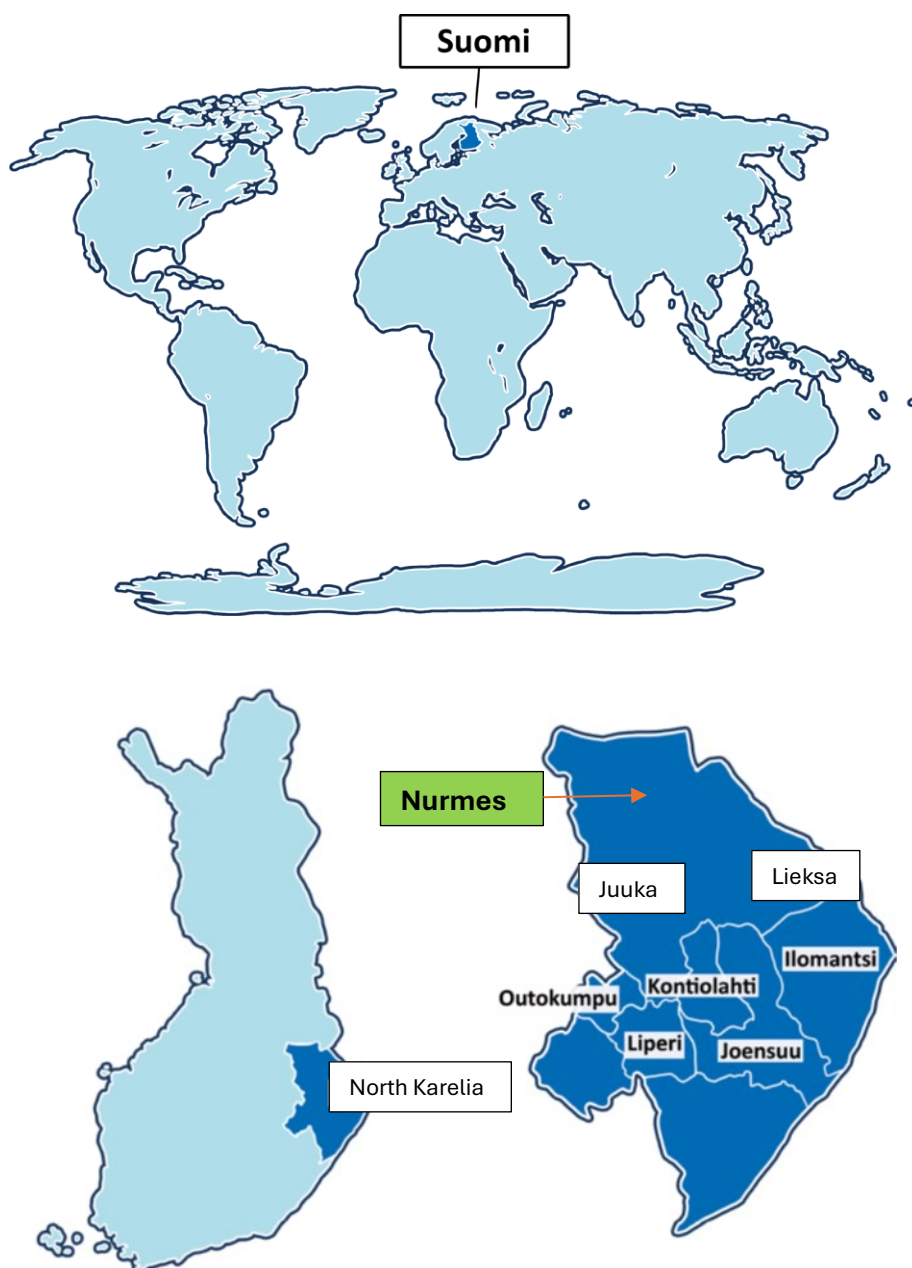 Suomi
Nurmes
Juuka
Lieksa
Ilomantsi
Outokumpu
Kontiolahti
Liperi
Joensuu
North Karelia